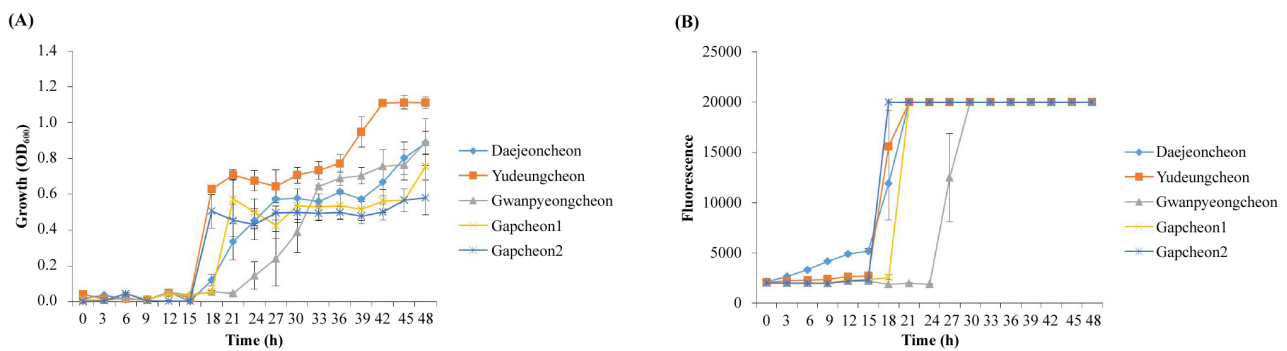 (A)
1.4
1.2
1.0
0.8
0.6
0.4
0.2
0.0
Growth (OD600)
0 3 6 9 12 15 18 21 24 27 30 33 36 39 42 45 48
Time (h)
Daejeoncheon
Yudeungcheon
Gwanpyeongcheon
Gapcheon1
Gapcheon2
(B)
25000
20000
15000
10000
5000
0
Fluorescence
0 3 6 9 12 15 18 21 24 27 30 33 36 39 42 45 48
Time (h)
Daejeoncheon
Yudeungcheon
Gwanpyeongcheon
Gapcheon1
Gapcheon2